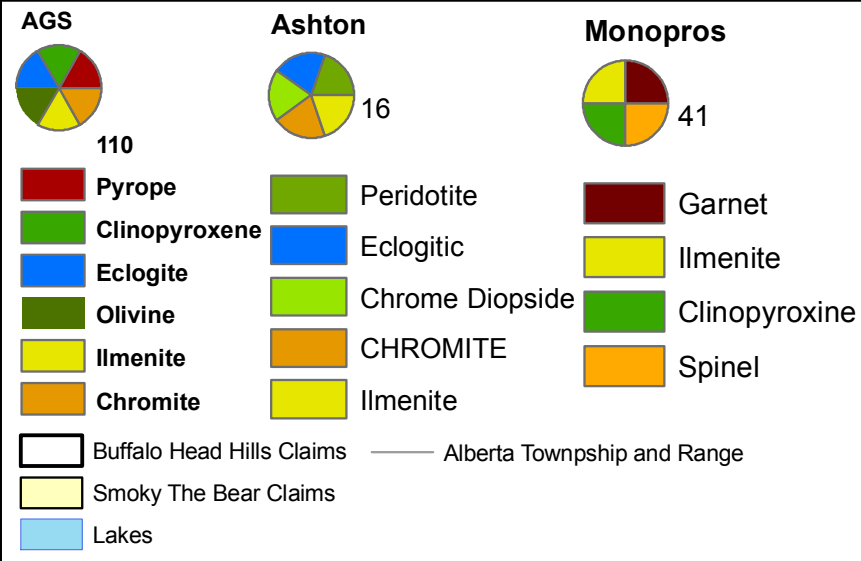 AGS
110
Pyrope
Clinopyroxene
Eclogite
Olivine
Ilmenite
Chromite
Ashton
16
Peridotite
Eclogitic
Chrome Diopside
CHROMITE
Ilmenite
Monopros
41
Garnet
Ilmenite
Clinopyroxine
Spinel
Buffalo Head Hills Claims
Alberta Townpship and Range
Smoky The Bear Claims
Lakes